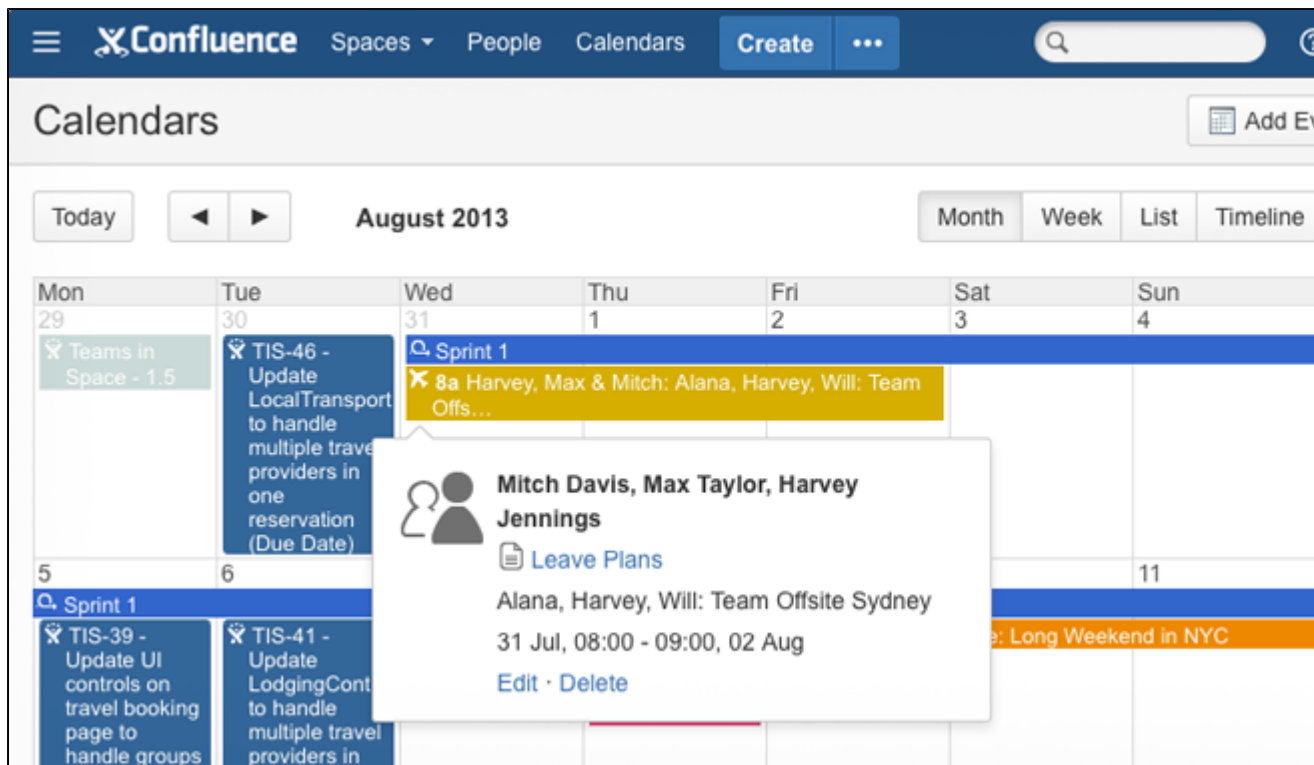 Confluence Spaces People Calendars Create
Calendars
Add Ev
Today August 2013 Month Week List Timeline
Mon Tue Wed Thu Fri Sat Sun
29 30 31 1 2 3 4
Teams in
Space - 1.5
TIS-46 -
Update
LocalTransport
to handle
multiple trave
providers in
one
reservation
(Due Date)
Sprint 1
8a Harvey, Max & Mitch: Alana, Harvey, Will: Team
Offs...
Mitch Davis, Max Taylor, Harvey
Jennings
Leave Plans
Alana, Harvey, Will: Team Offsite Sydney
31 Jul, 08:00 - 09:00, 02 Aug
Edit · Delete
5 6 11
Sprint 1
TIS-39 -
Update UI
controls on
travel booking
page to
handle groups
TIS-41 -
Update
LodgingCont
to handle
multiple travel
providers in
e: Long Weekend in NYC